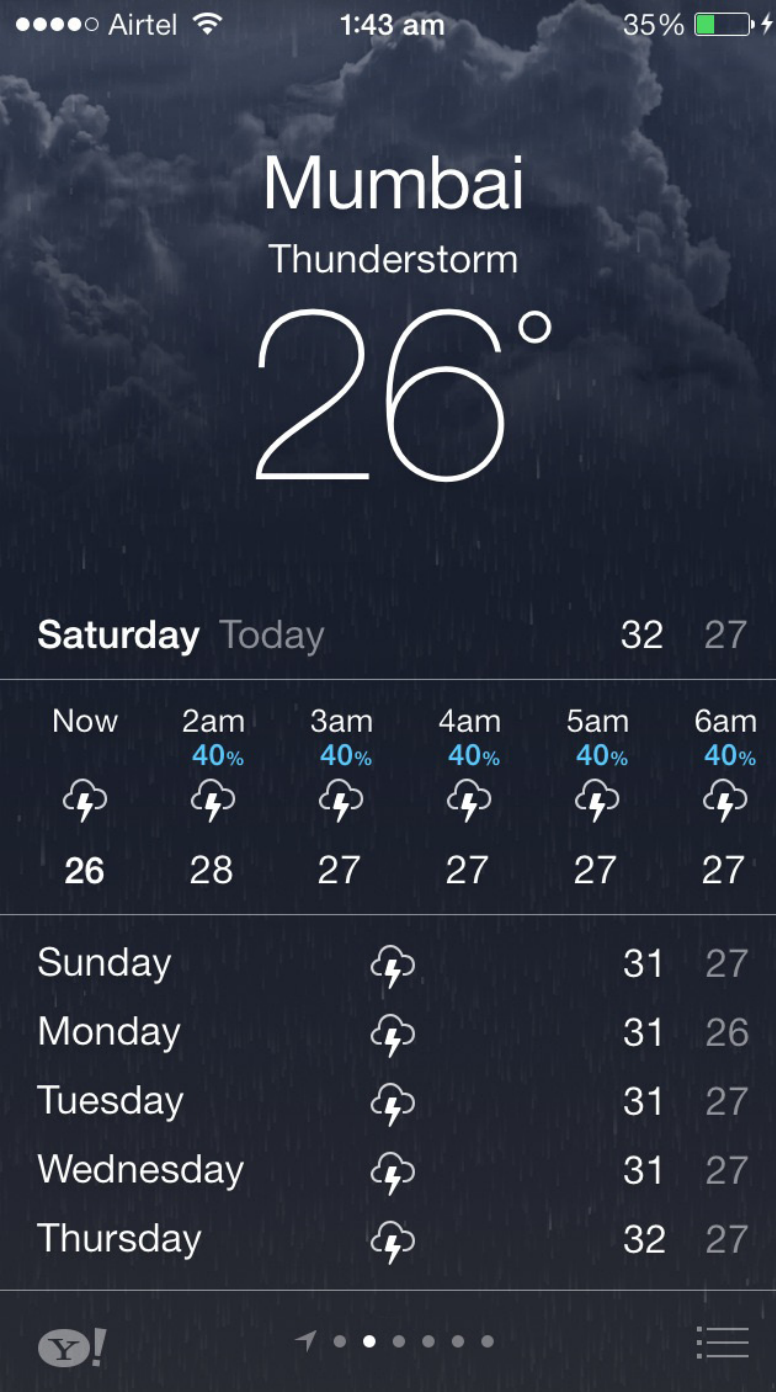 Airtel 1:43 am 35%
Mumbai
Thunderstorm
26°
Saturday Today 32 27
Now 2am 3am 4am 5am 6am
40% 40% 40% 40% 40%
26 28 27 27 27 27
Sunday 31 27
Monday 31 26
Tuesday 31 27
Wednesday 31 27
Thursday 32 27
Y!